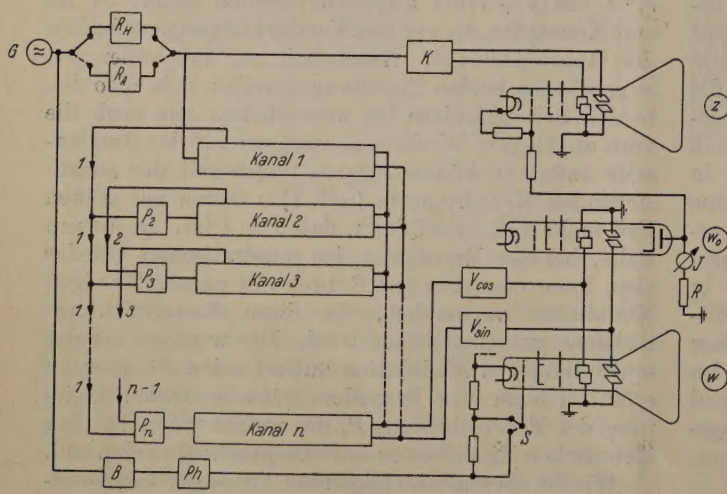 G
R_H
R_A
K
Z
Kanal 1
1
P_2
Kanal 2
1
2
P_3
Kanal 3
1
3
W_0
J
R
V_cos
V_sin
W
1
n-1
P_n
Kanal n
S
B
Ph